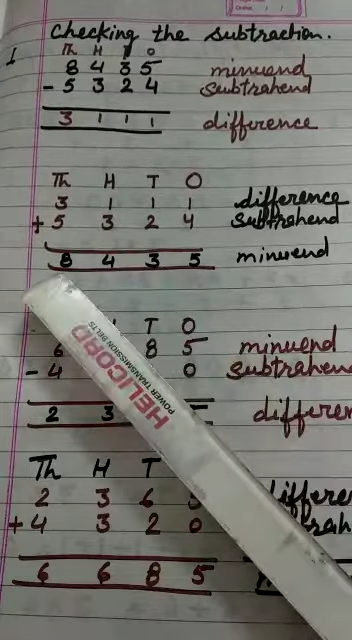 Checking the subtraction.
1
Th H T O
8 4 3 5 minuend
- 5 3 2 4 subtrahend
3 1 1 1 difference
Th H T O
3 1 1 1 difference
+ 5 3 2 4 subtrahend
8 4 3 5 minuend
T O
6 8 5 minuend
- 4 0 subtrahend
2 3
HELICORD
POWER TRANSMISSION BELTS
Th H T
2 3 6
+ 4 3 2 0
6 6 8 5